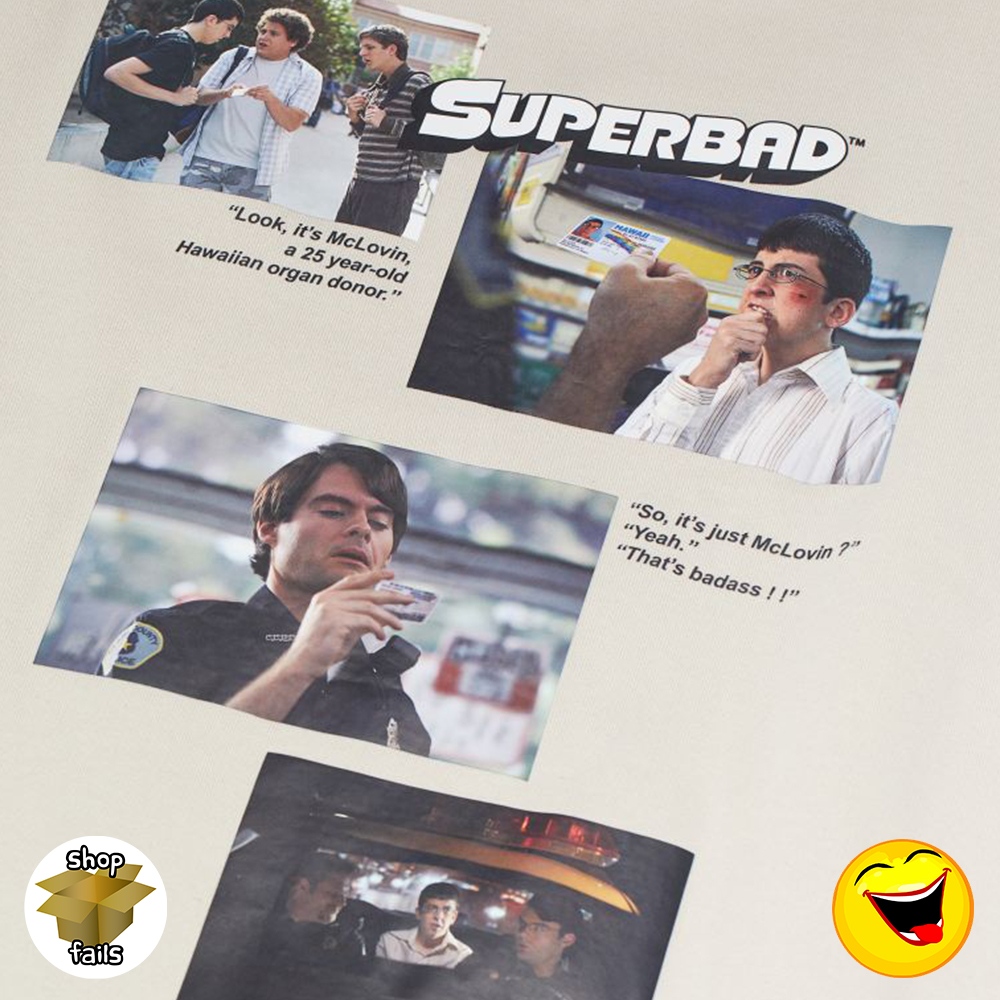 SUPERBAD™
“Look, it’s McLovin,
a 25 year-old
Hawaiian organ donor.”
HAWAII
“So, it’s just McLovin ?”
“Yeah.”
“That’s badass ! !”
shop
fails